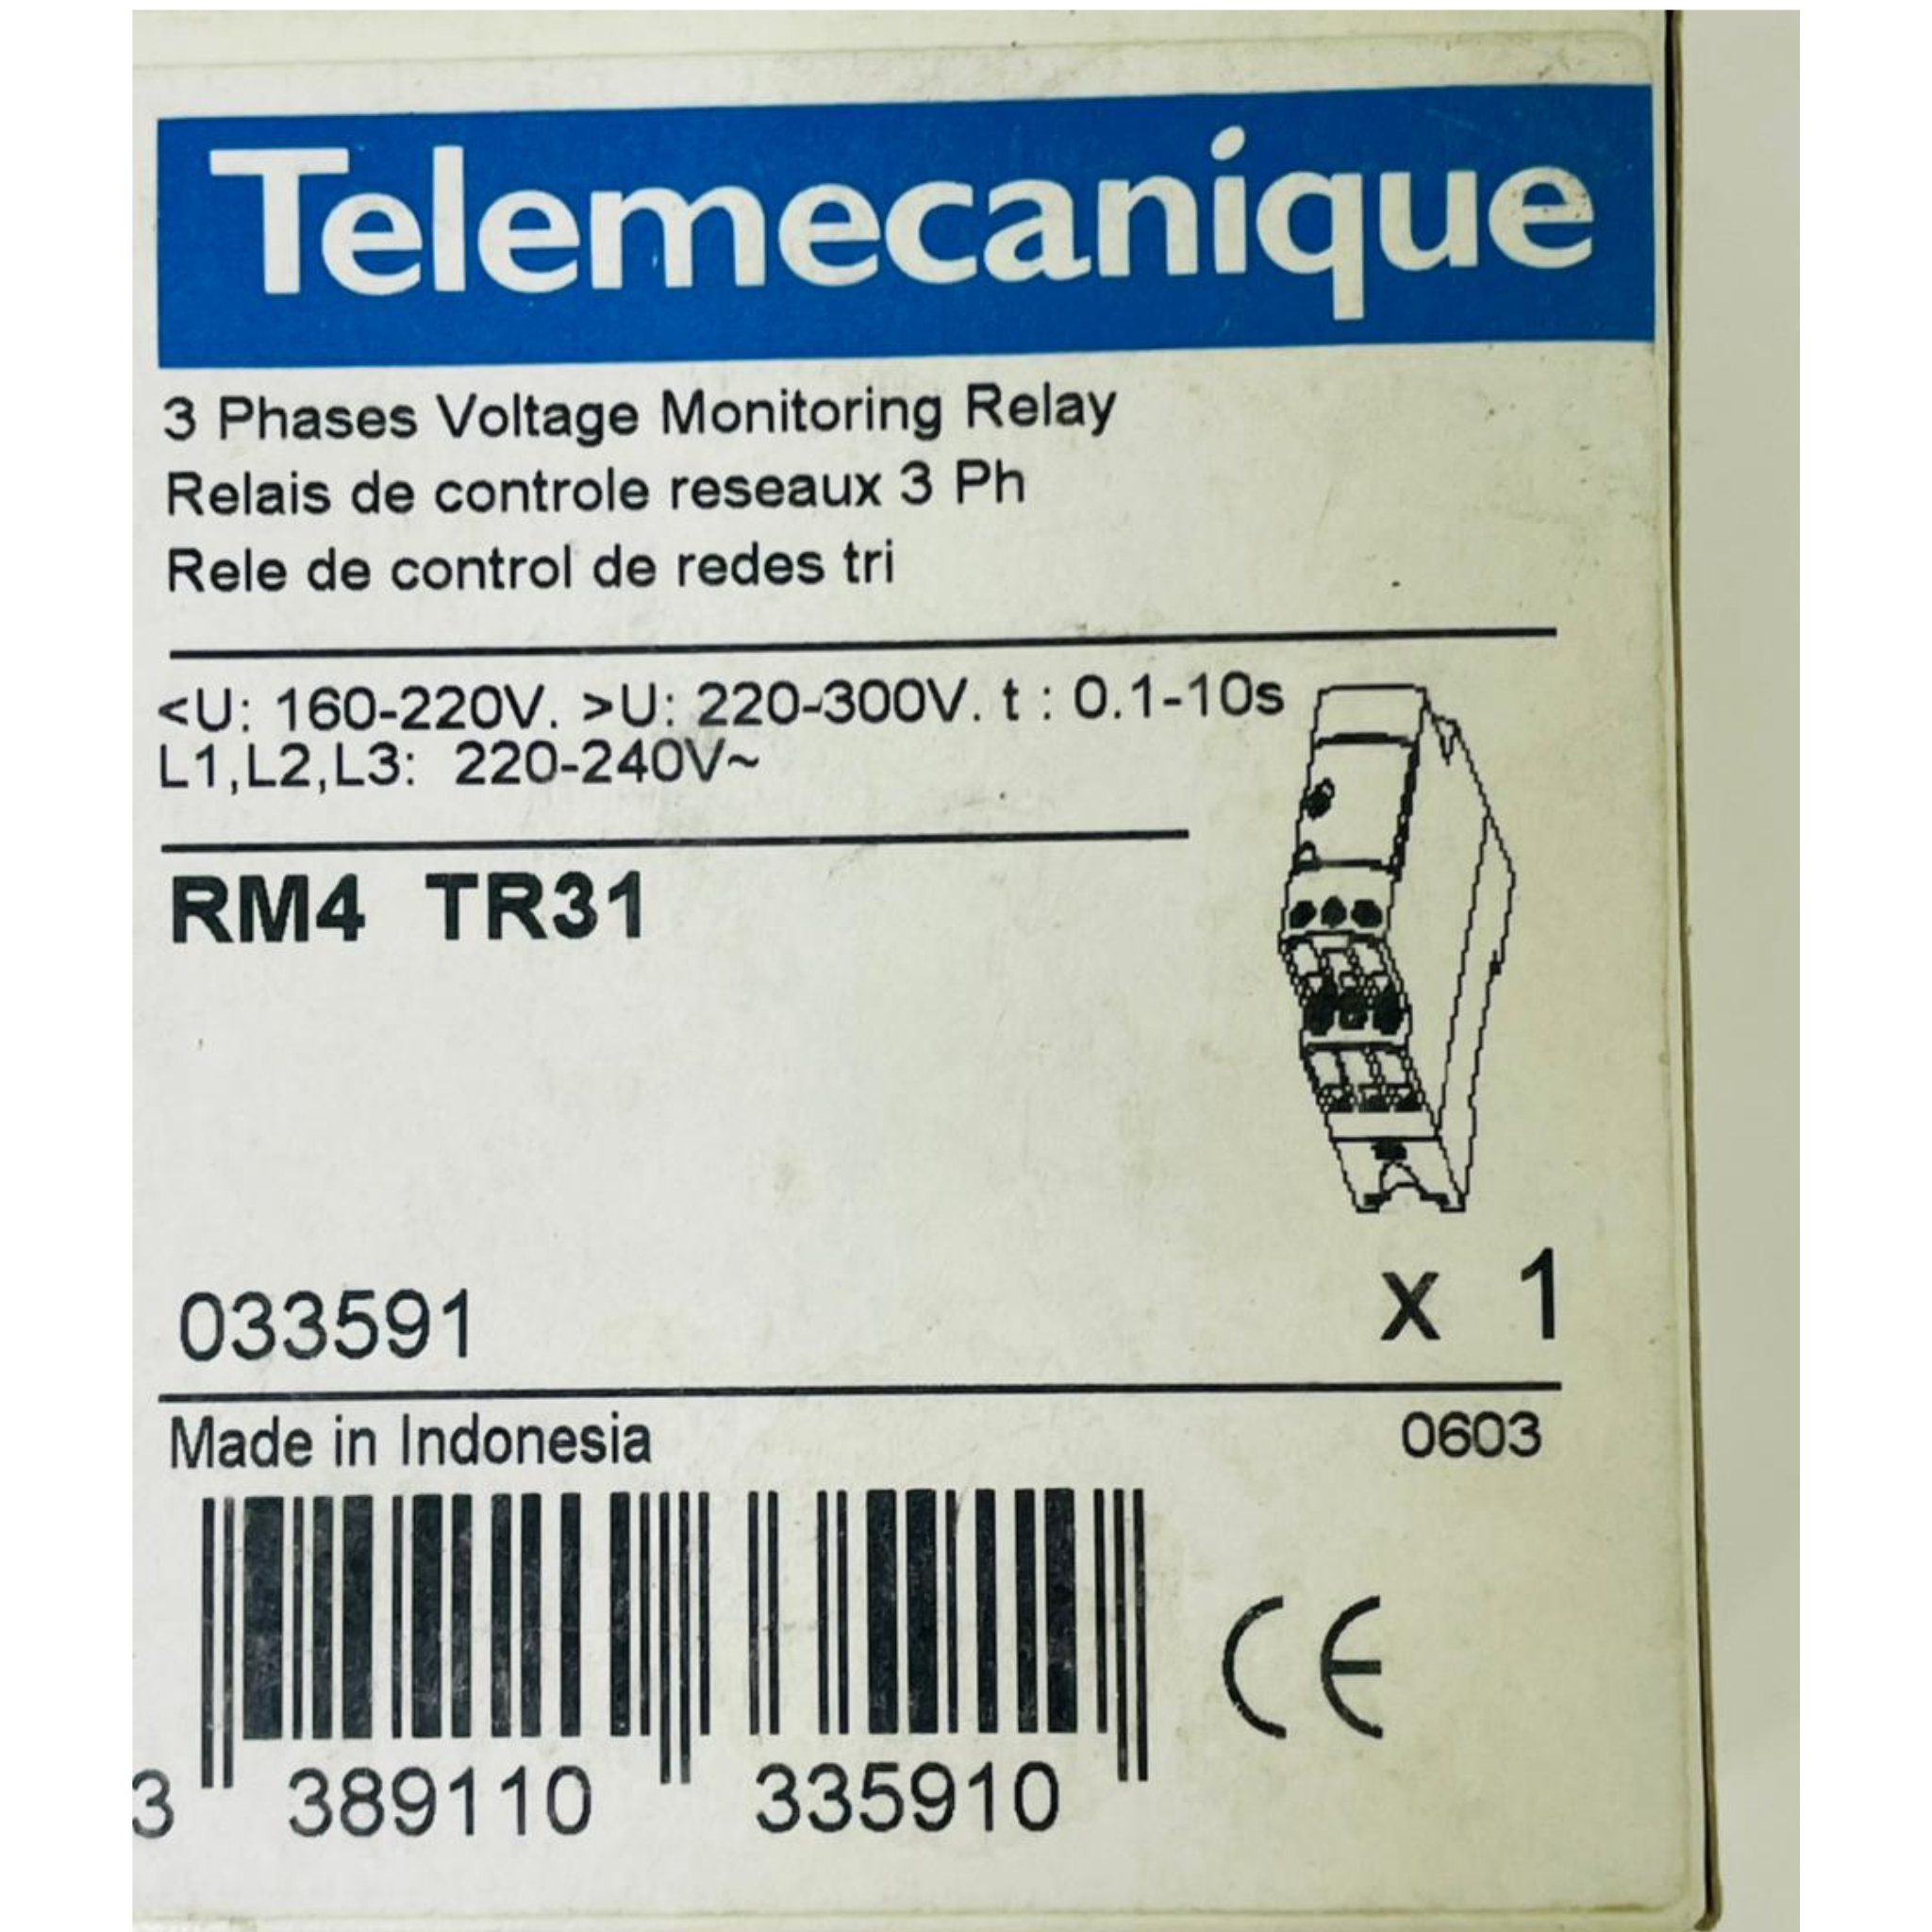 Telemecanique
3 Phases Voltage Monitoring Relay
Relais de controle reseaux 3 Ph
Rele de control de redes tri
<U: 160-220V. >U: 220-300V. t : 0.1-10s
L1,L2,L3: 220-240V~
RM4 TR31
033591
x 1
Made in Indonesia
0603
3 389110 335910
CE